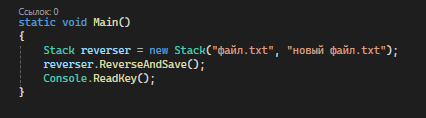 Ссылок: 0
static void Main()
{
Stack reverser = new Stack("файл.txt", "новый файл.txt");
reverser.ReverseAndSave();
Console.ReadKey();
}